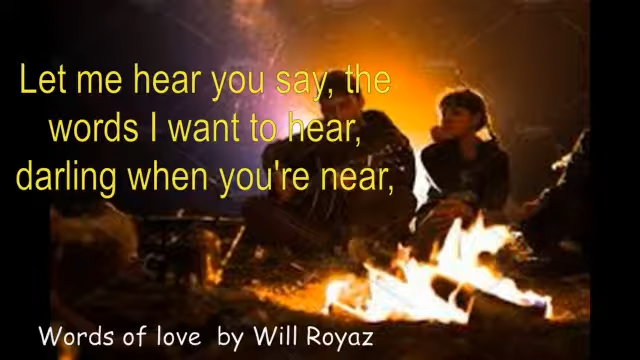 Let me hear you say, the
words I want to hear,
darling when you're near,
Words of love  by Will Royaz